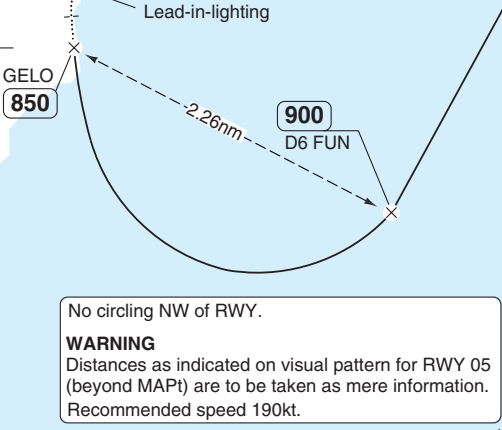 Lead-in-lighting
GELO
850
2.26nm
900
D6 FUN
No circling NW of RWY.
WARNING
Distances as indicated on visual pattern for RWY 05
(beyond MAPt) are to be taken as mere information.
Recommended speed 190kt.